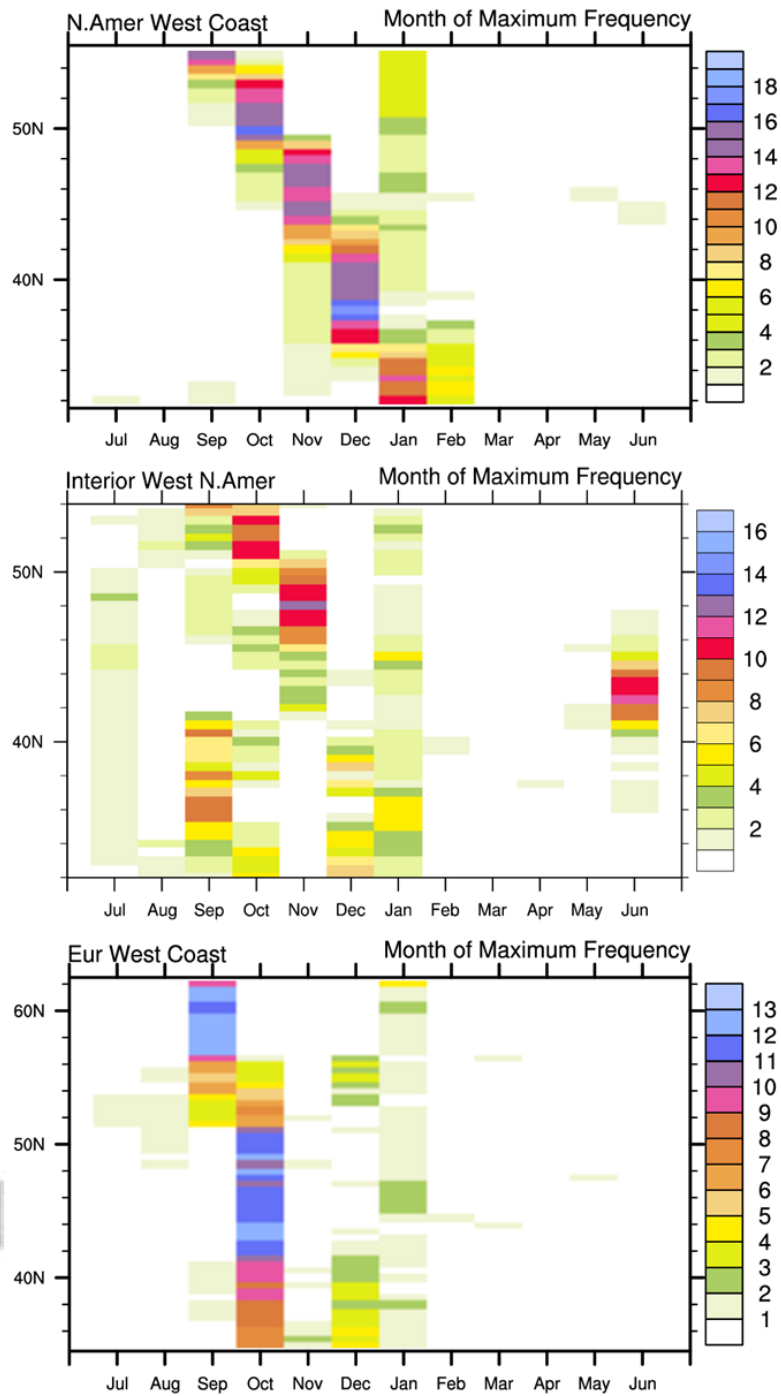 N.Amer West Coast Month of Maximum Frequency
50N
40N
18
16
14
12
10
8
6
4
2
Jul Aug Sep Oct Nov Dec Jan Feb Mar Apr May Jun
Interior West N.Amer Month of Maximum Frequency
50N
40N
16
14
12
10
8
6
4
2
Jul Aug Sep Oct Nov Dec Jan Feb Mar Apr May Jun
Eur West Coast Month of Maximum Frequency
60N
50N
40N
13
12
11
10
9
8
7
6
5
4
3
2
1
Jul Aug Sep Oct Nov Dec Jan Feb Mar Apr May Jun